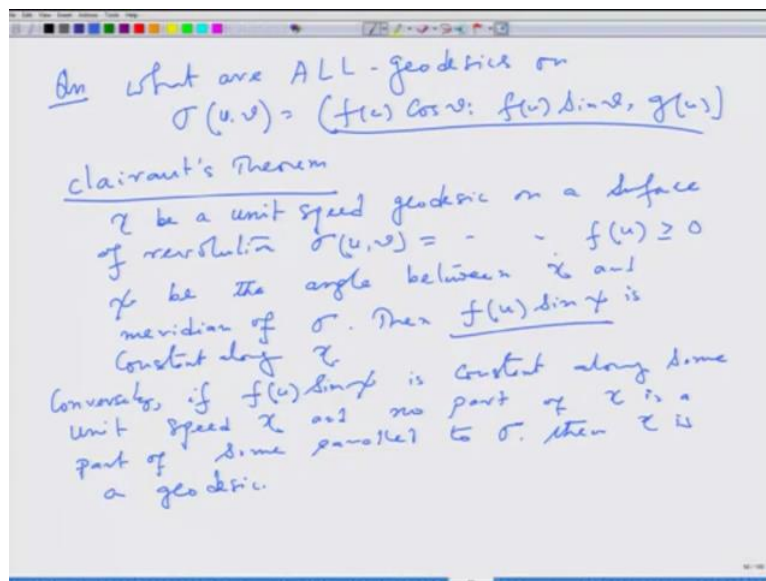 Qn What are ALL - geodesics on
σ(u,v) = (f(u) Cos v, f(u) Sin v, g(u))
Clairaut's Theorem
γ be a unit speed geodesic on a Surface
of revolution σ(u,v) = - - f(u) ≥ 0
ψ be the angle between γ̇ and
meridian of σ. Then f(u) Sin ψ is
Constant along γ
Conversely, if f(u) Sin ψ is constant along some
unit speed γ and no part of γ is a
part of some parallel to σ. then γ is
a geodesic.